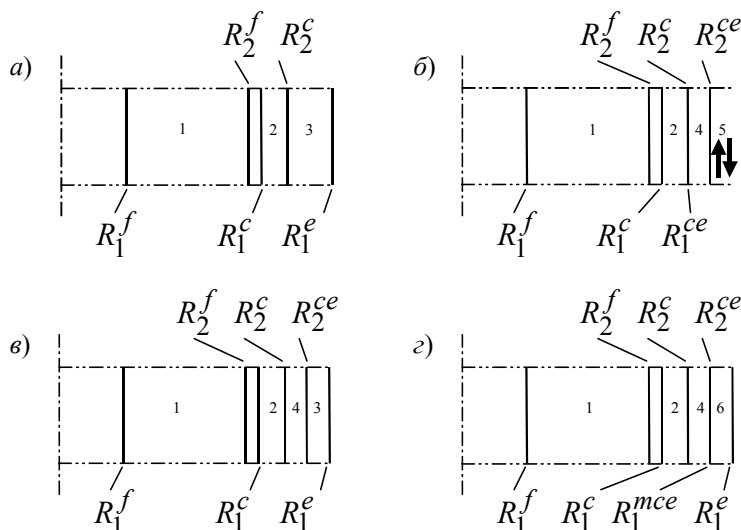 а) R_2^f R_2^c
1 2 3
R_1^f R_1^c R_1^e
б) R_2^f R_2^c R_2^{ce}
1 2 4 5
R_1^f R_1^c R_1^{ce}
в) R_2^f R_2^c R_2^{ce}
1 2 4 3
R_1^f R_1^c R_1^e
г) R_2^f R_2^c R_2^{ce}
1 2 4 6
R_1^f R_1^c R_1^{mce} R_1^e